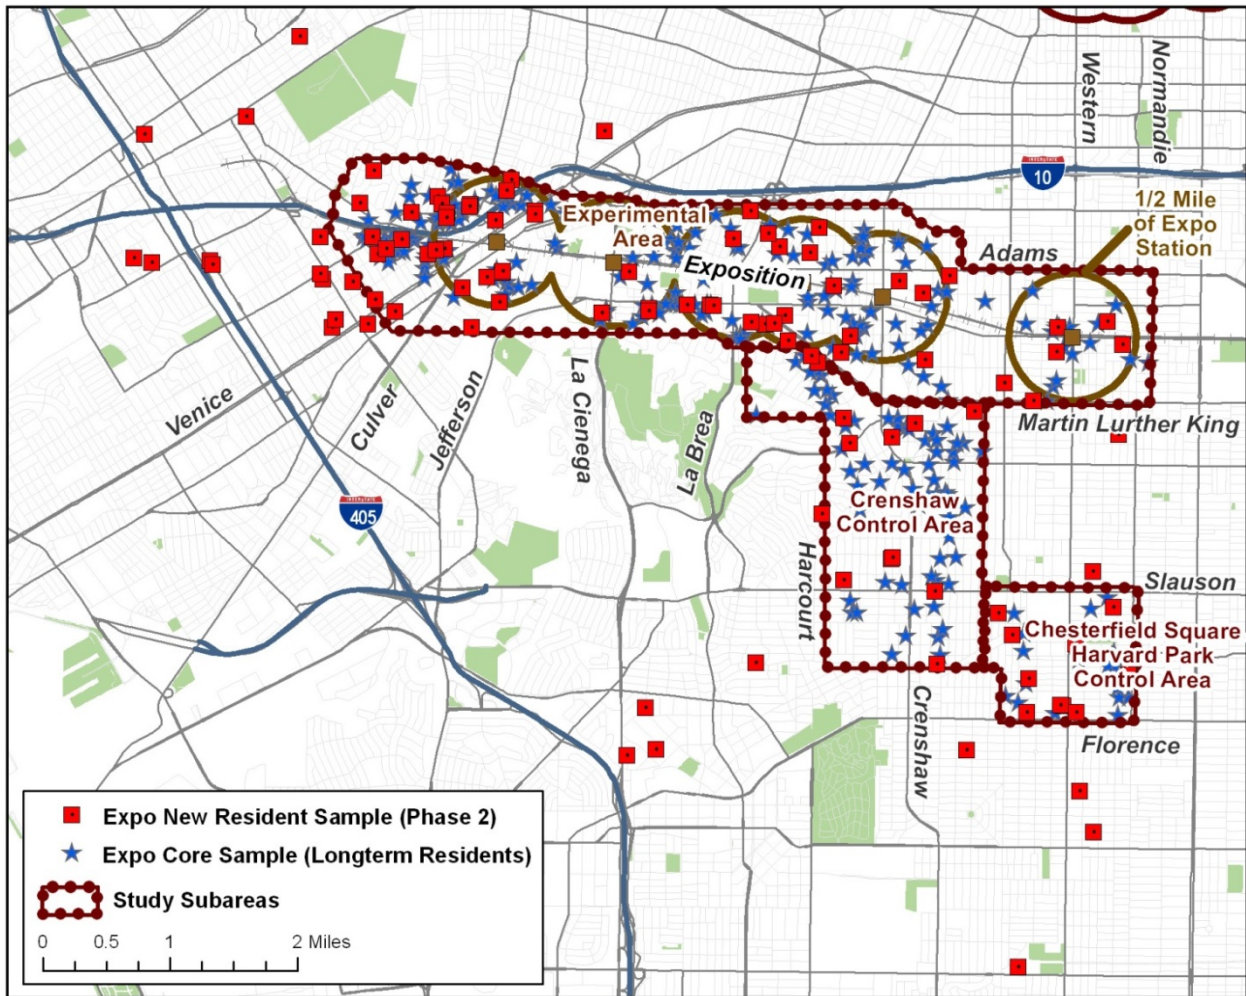 Western
Normandie
INTERSTATE
10
1/2 Mile
of Expo
Station
Experimental
Area
Adams
Exposition
Venice
Culver
Jefferson
La Cienega
La Brea
Martin Lurther King
INTERSTATE
405
Crenshaw
Control Area
Harcourt
Slauson
Chesterfield Square
Harvard Park
Control Area
Crenshaw
Florence
Expo New Resident Sample (Phase 2)
Expo Core Sample (Longterm Residents)
Study Subareas
0 0.5 1 2 Miles